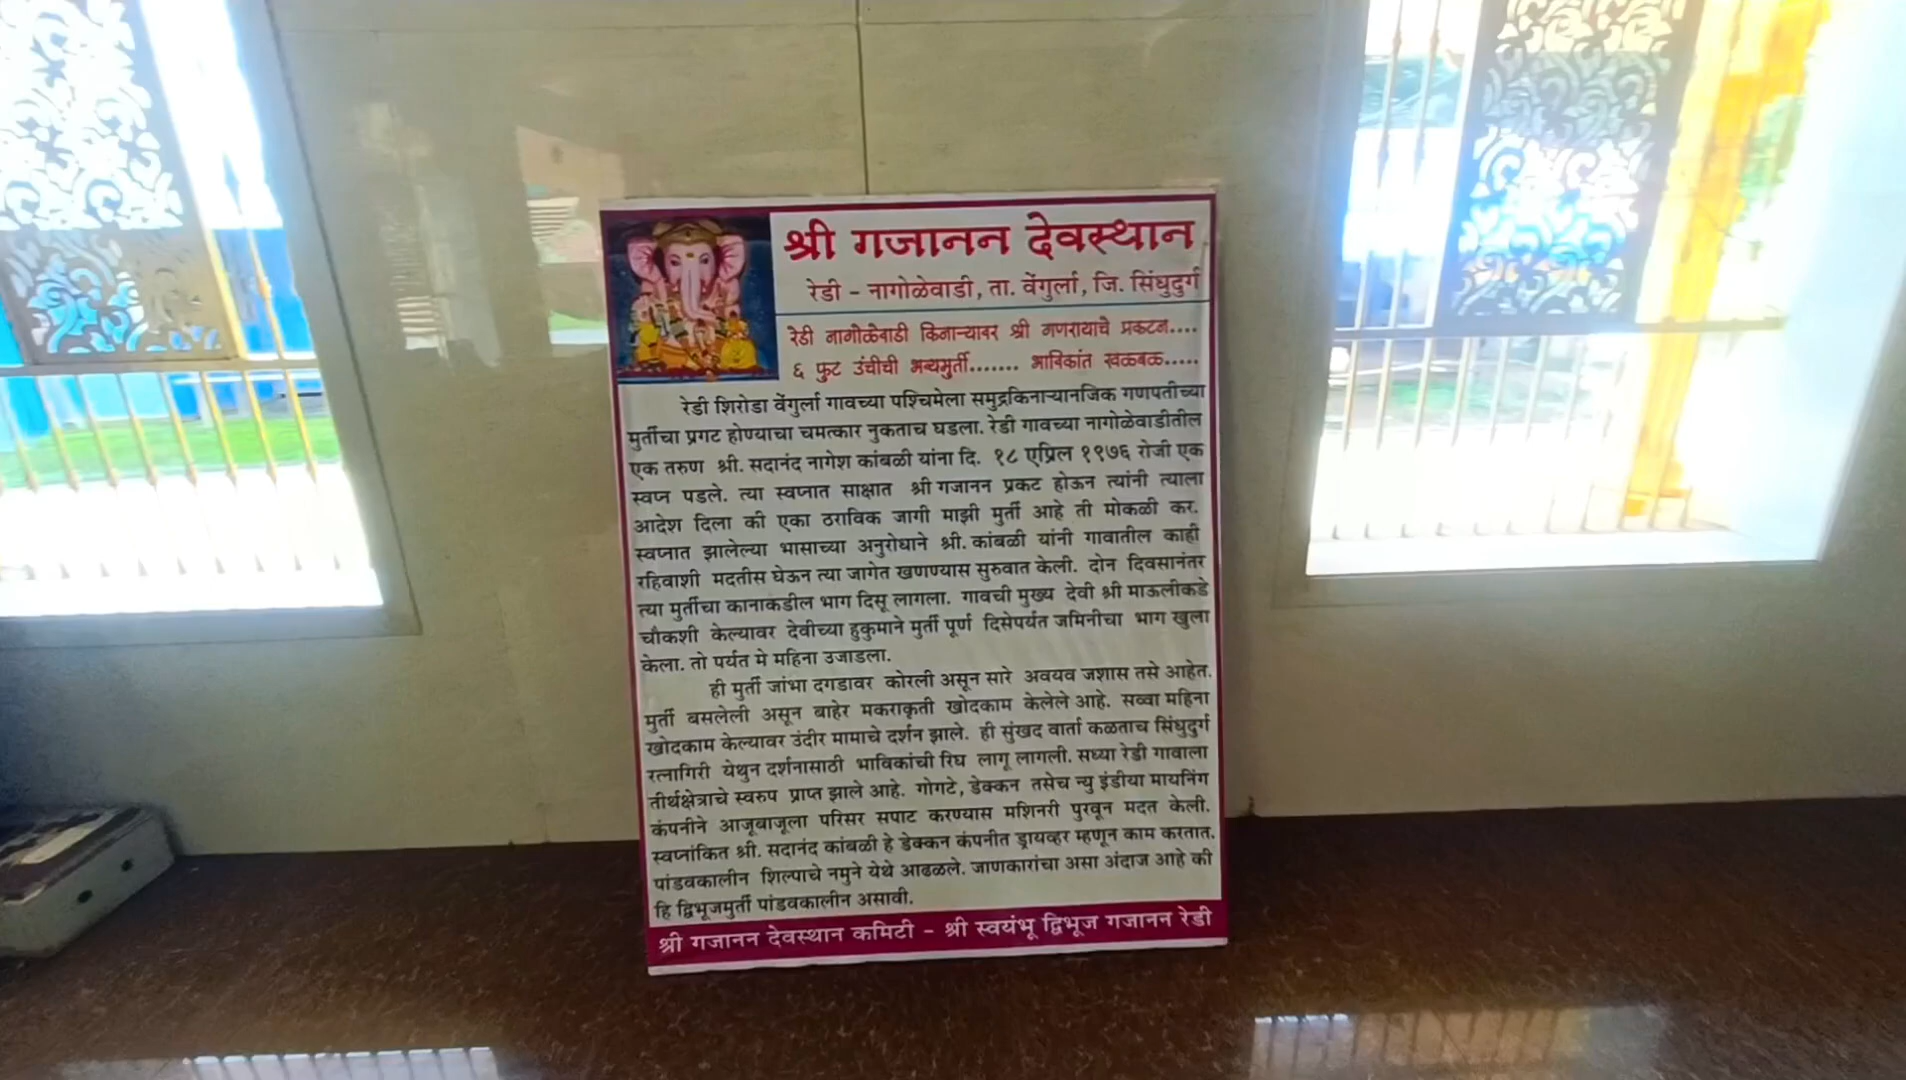 श्री गजानन देवस्थान
रेडी - नागोळेवाडी, ता. वेंगुर्ला, जि. सिंधुदुर्ग
रेडी नागोळेवाडी किनाऱ्यावर श्री गणरायाचे प्रकटन....
६ फुट उंचीची भव्यमुर्ती....... भाविकांत खळबळ.....
रेडी शिरोडा वेंगुर्ला गावच्या पश्चिमेला समुद्रकिनाऱ्यानजिक गणपतीच्या
मुर्तीचा प्रगट होण्याचा चमत्कार नुकताच घडला. रेडी गावच्या नागोळेवाडीतील
एक तरुण श्री. सदानंद नागेश कांबळी यांना दि. १८ एप्रिल १९७६ रोजी एक
स्वप्न पडले. त्या स्वप्नात साक्षात श्री गजानन प्रकट होऊन त्यांनी त्याला
आदेश दिला की एका ठराविक जागी माझी मुर्ती आहे ती मोकळी कर.
स्वप्नात झालेल्या भासाच्या अनुरोधाने श्री. कांबळी यांनी गावातील काही
रहिवाशी मदतीस घेऊन त्या जागेत खणण्यास सुरुवात केली. दोन दिवसानंतर
त्या मुर्तीचा कानाकडील भाग दिसू लागला. गावची मुख्य देवी श्री माऊलीकडे
चौकशी केल्यावर देवीच्या हुकुमाने मुर्ती पूर्ण दिसेपर्यत जमिनीचा भाग खुला
केला. तो पर्यत मे महिना उजाडला.
ही मुर्ती जांभा दगडावर कोरली असून सारे अवयव जशास तसे आहेत.
मुर्ती बसलेली असून बाहेर मकराकृती खोदकाम केलेले आहे. सव्वा महिना
खोदकाम केल्यावर उंदीर मामाचे दर्शन झाले. ही सुंखद वार्ता कळताच सिंधुदुर्ग
रत्नागिरी येथुन दर्शनासाठी भाविकांची रिघ लागू लागली. सध्या रेडी गावाला
तीर्थक्षेत्राचे स्वरुप प्राप्त झाले आहे. गोगटे, डेक्कन तसेच न्यु इंडीया मायनिंग
कंपनीने आजूबाजूला परिसर सपाट करण्यास मशिनरी पुरवून मदत केली.
स्वप्नांकित श्री. सदानंद कांबळी हे डेक्कन कंपनीत ड्रायव्हर म्हणून काम करतात.
पांडवकालीन शिल्पाचे नमुने येथे आढळले. जाणकारांचा असा अंदाज आहे की
हि द्विभूजमुर्ती पांडवकालीन असावी.
श्री गजानन देवस्थान कमिटी - श्री स्वयंभू द्विभूज गजानन रेडी